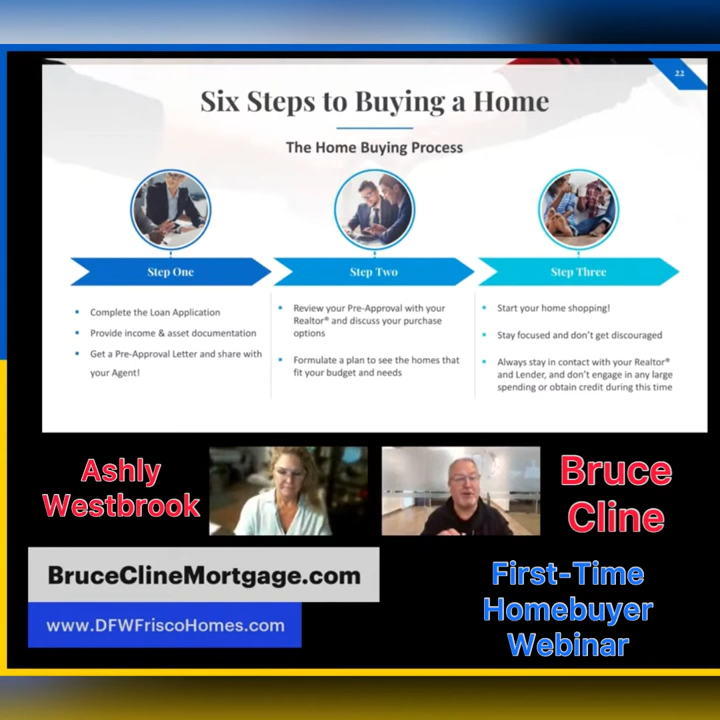 22
Six Steps to Buying a Home
The Home Buying Process
Step One
Step Two
Step Three
• Complete the Loan Application
• Provide income & asset documentation
• Get a Pre-Approval Letter and share with
your Agent!
• Review your Pre-Approval with your
Realtor® and discuss your purchase
options
• Formulate a plan to see the homes that
fit your budget and needs
• Start your home shopping!
• Stay focused and don't get discouraged
• Always stay in contact with your Realtor®
and Lender, and don't engage in any large
spending or obtain credit during this time
Ashly
Westbrook
Bruce
Cline
BruceClineMortgage.com
www.DFWFriscoHomes.com
First-Time
Homebuyer
Webinar